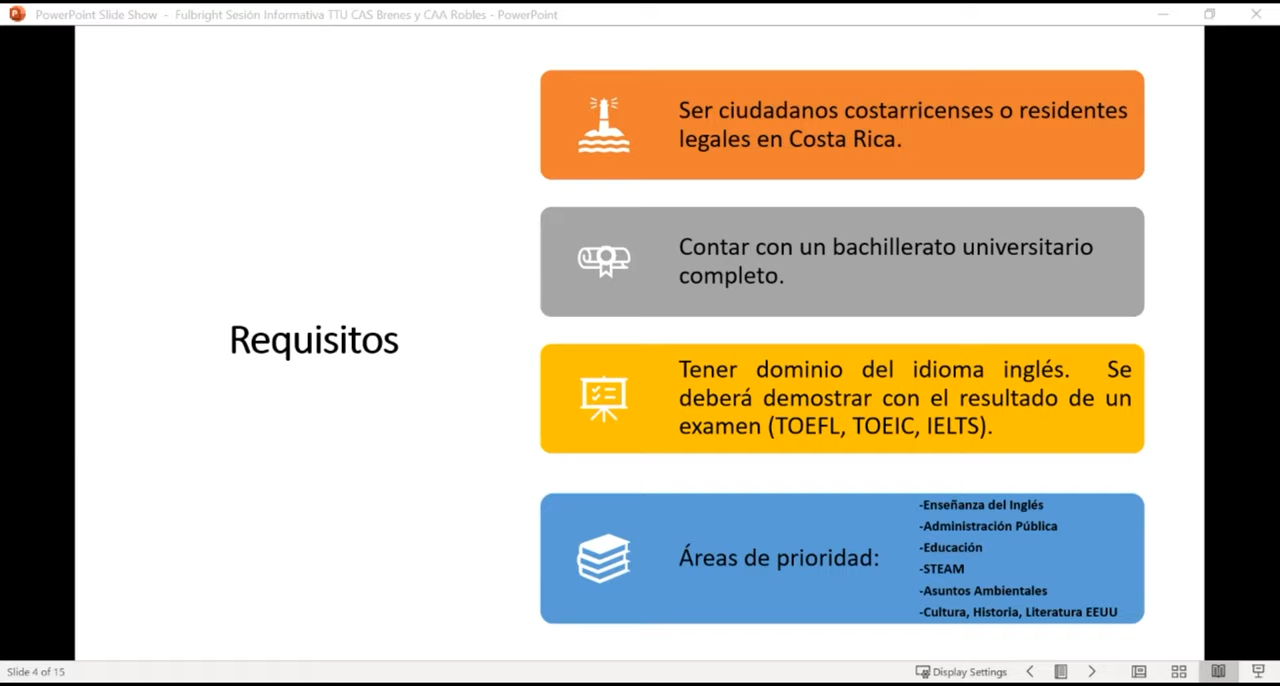 PowerPoint Slide Show - Fulbright Sesión Informativa TTU CAS Brenes y CAA Robles - PowerPoint
Ser ciudadanos costarricenses o residentes
legales en Costa Rica.
Contar con un bachillerato universitario
completo.
Requisitos
Tener dominio del idioma inglés. Se
deberá demostrar con el resultado de un
examen (TOEFL, TOEIC, IELTS).
Áreas de prioridad:
-Enseñanza del Inglés
-Administración Pública
-Educación
-STEAM
-Asuntos Ambientales
-Cultura, Historia, Literatura EEUU
Slide 4 of 15
Display Settings